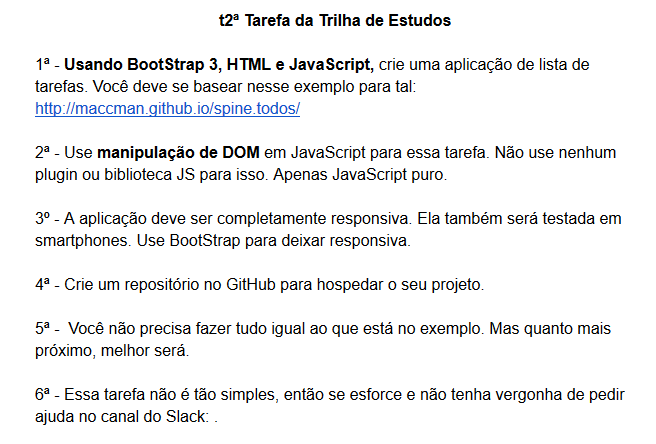 t2ª Tarefa da Trilha de Estudos
1ª - Usando BootStrap 3, HTML e JavaScript, crie uma aplicação de lista de
tarefas. Você deve se basear nesse exemplo para tal:
http://maccman.github.io/spine.todos/
2ª - Use manipulação de DOM em JavaScript para essa tarefa. Não use nenhum
plugin ou biblioteca JS para isso. Apenas JavaScript puro.
3º - A aplicação deve ser completamente responsiva. Ela também será testada em
smartphones. Use BootStrap para deixar responsiva.
4ª - Crie um repositório no GitHub para hospedar o seu projeto.
5ª -  Você não precisa fazer tudo igual ao que está no exemplo. Mas quanto mais
próximo, melhor será.
6ª - Essa tarefa não é tão simples, então se esforce e não tenha vergonha de pedir
ajuda no canal do Slack: .